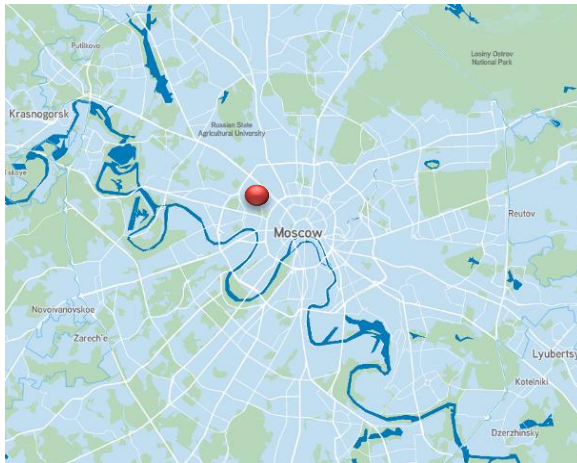 Putilkovo
Losiny Ostrov
National Park
Krasnogorsk
Russian State
Agricultural University
Reutov
Moscow
Novoivanovskoe
Zarech'e
Lyubertsy
Kotelniki
Dzerzhinsky